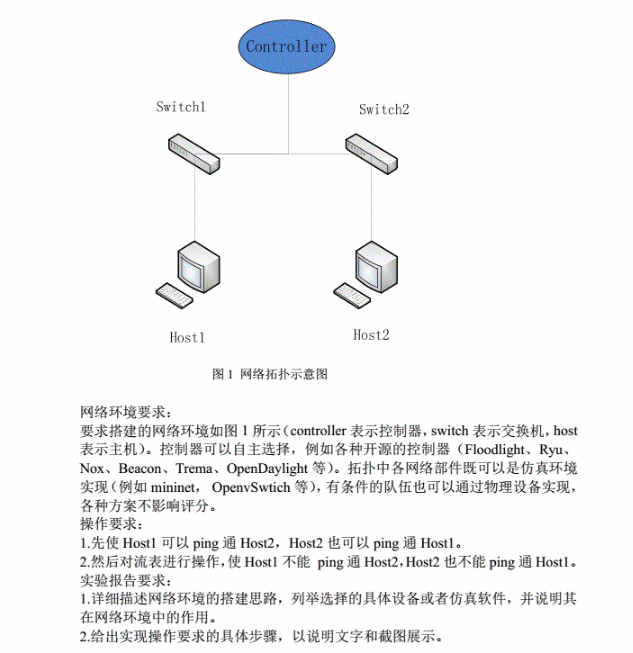 Controller
Switch1
Switch2
Host1
Host2
图 1 网络拓扑示意图
网络环境要求：
要求搭建的网络环境如图 1 所示（controller 表示控制器，switch 表示交换机，host
表示主机）。控制器可以自主选择，例如各种开源的控制器（Floodlight、Ryu、
Nox、Beacon、Trema、OpenDaylight 等）。拓扑中各网络部件既可以是仿真环境
实现（例如 mininet， OpenvSwtich 等），有条件的队伍也可以通过物理设备实现，
各种方案不影响评分。
操作要求：
1.先使 Host1 可以 ping 通 Host2，Host2 也可以 ping 通 Host1。
2.然后对流表进行操作，使 Host1 不能 ping 通 Host2，Host2 也不能 ping 通 Host1。
实验报告要求：
1.详细描述网络环境的搭建思路，列举选择的具体设备或者仿真软件，并说明其
在网络环境中的作用。
2.给出实现操作要求的具体步骤，以说明文字和截图展示。